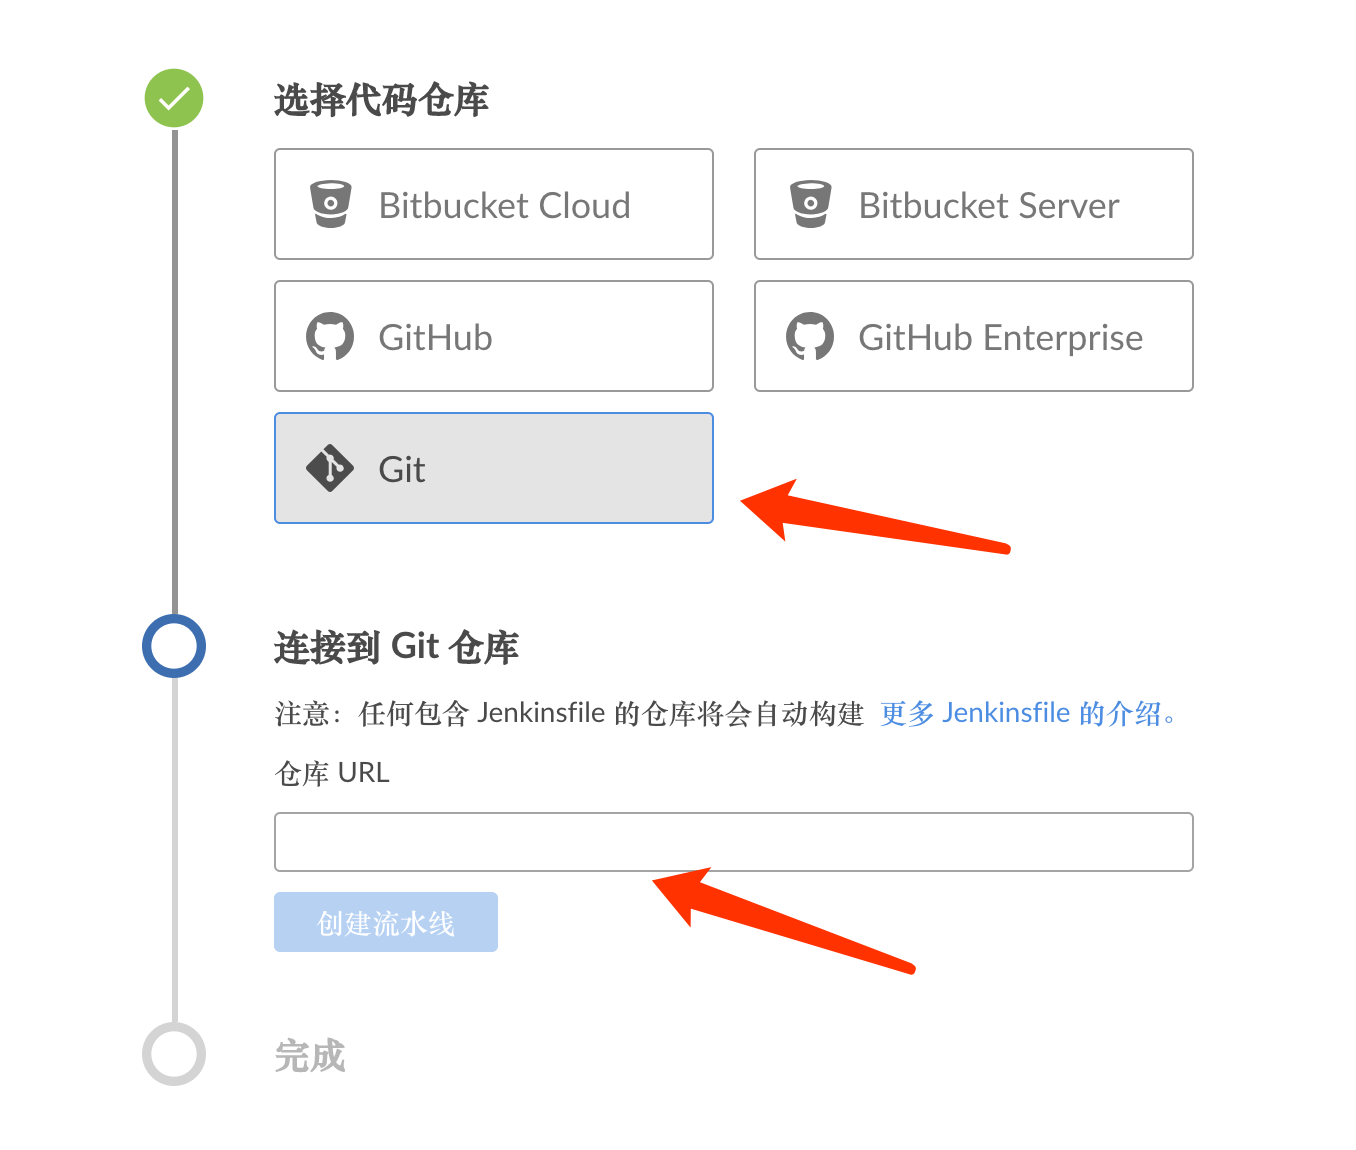 选择代码仓库
Bitbucket Cloud
Bitbucket Server
GitHub
GitHub Enterprise
Git
连接到 Git 仓库
注意：任何包含 Jenkinsfile 的仓库将会自动构建 更多 Jenkinsfile 的介绍。
仓库 URL
创建流水线
完成